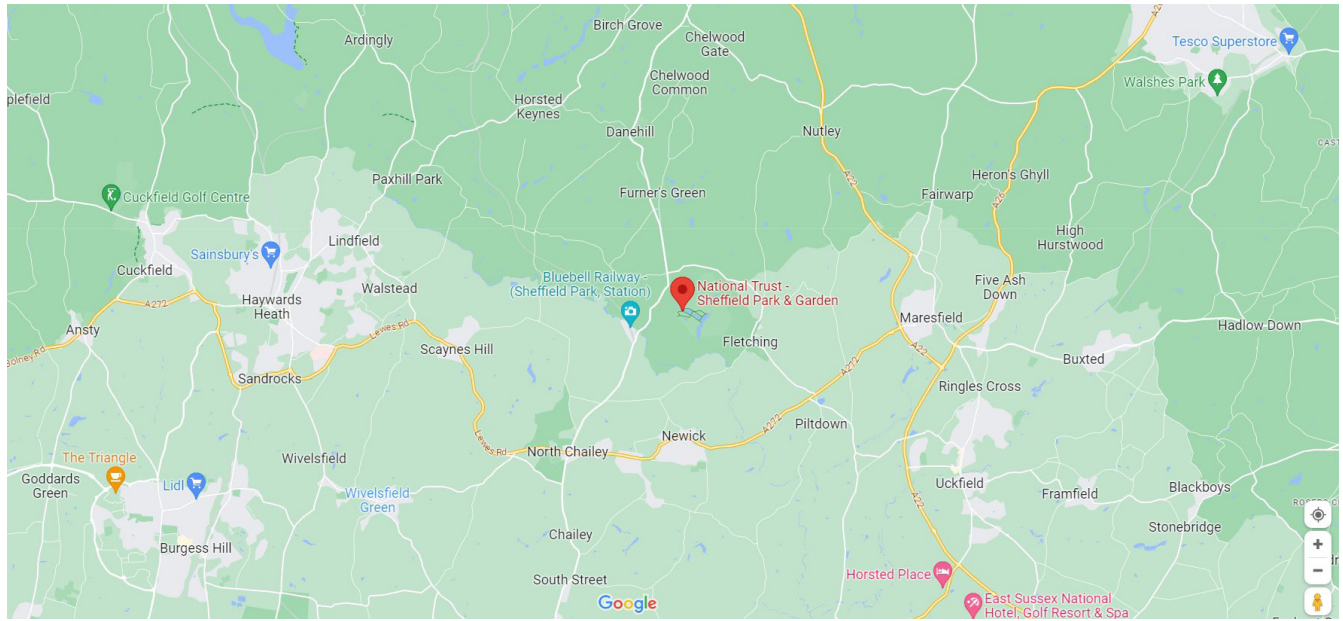 Birch Grove
Chelwood
Gate
Ardingly
Tesco Superstore
Chelwood
Common
Walshes Park
plefield
Horsted
Keynes
Danehill
Nutley
A22
Paxhill Park
Heron's Ghyll
Cuckfield Golf Centre
Furner's Green
Fairwarp
A26
High
Hurstwood
Lindfield
Sainsbury's
Cuckfield
Bluebell Railway -
(Sheffield Park, Station)
National Trust -
Sheffield Park & Garden
Five Ash
Down
Walstead
A272
Haywards
Heath
Ansty
Lewes Rd
Maresfield
Hadlow Down
Scaynes Hill
Fletching
A22
Buxted
olney Rd
Sandrocks
A272
Ringles Cross
Piltdown
Newick
A272
Lewes Rd
North Chailey
The Triangle
Wivelsfield
Goddards
Green
Lidl
Wivelsfield
Green
Uckfield
Framfield
Blackboys
A22
Stonebridge
Chailey
Burgess Hill
South Street
Horsted Place
Google
East Sussex National
Hotel, Golf Resort & Spa